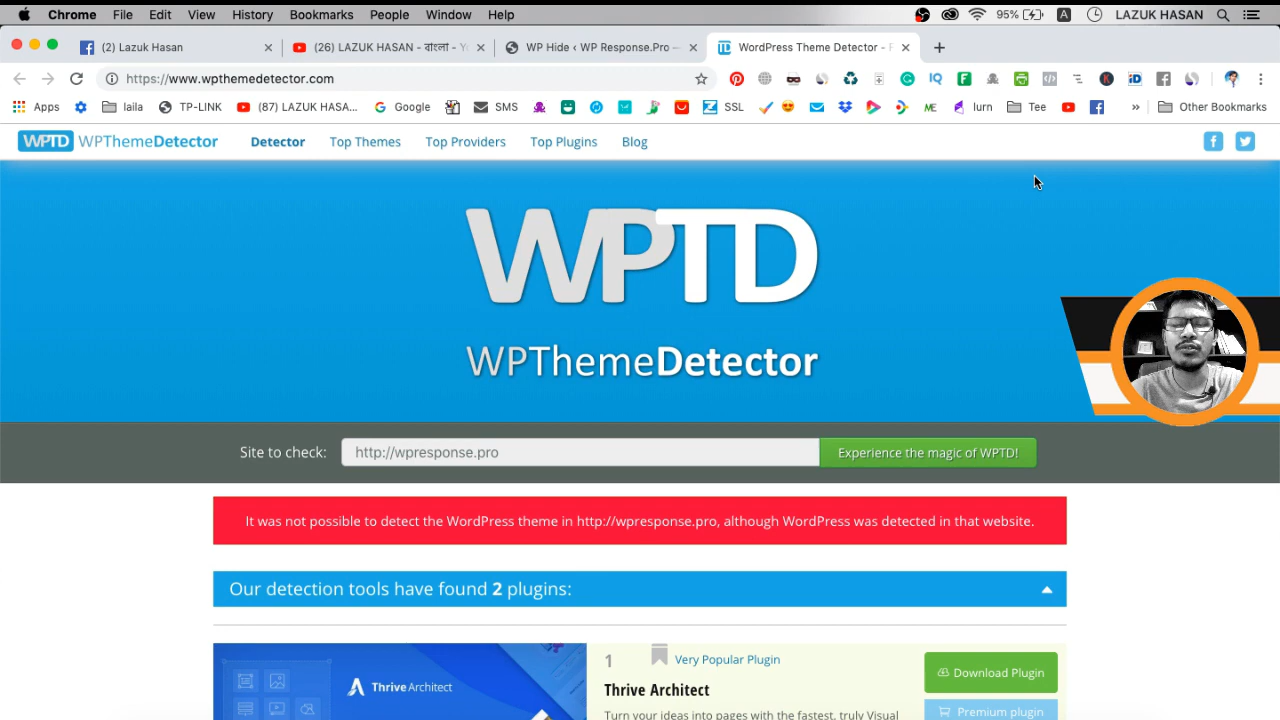 Chrome File Edit View History Bookmarks People Window Help 95% A LAZUK HASAN
(2) Lazuk Hasan
(26) LAZUK HASAN - বাংলা - Y
WP Hide ‹ WP Response.Pro —
WordPress Theme Detector - F
https://www.wpthemedetector.com
Apps laila TP-LINK (87) LAZUK HASA... Google SMS SSL lurn Tee » Other Bookmarks
WPTD WPThemeDetector Detector Top Themes Top Providers Top Plugins Blog
WPTD
WPThemeDetector
Site to check: http://wpresponse.pro Experience the magic of WPTD!
It was not possible to detect the WordPress theme in http://wpresponse.pro, although WordPress was detected in that website.
Our detection tools have found 2 plugins:
1 Very Popular Plugin
Download Plugin
Thrive Architect
Thrive Architect
Premium plugin
Turn your ideas into pages with the fastest, truly Visual